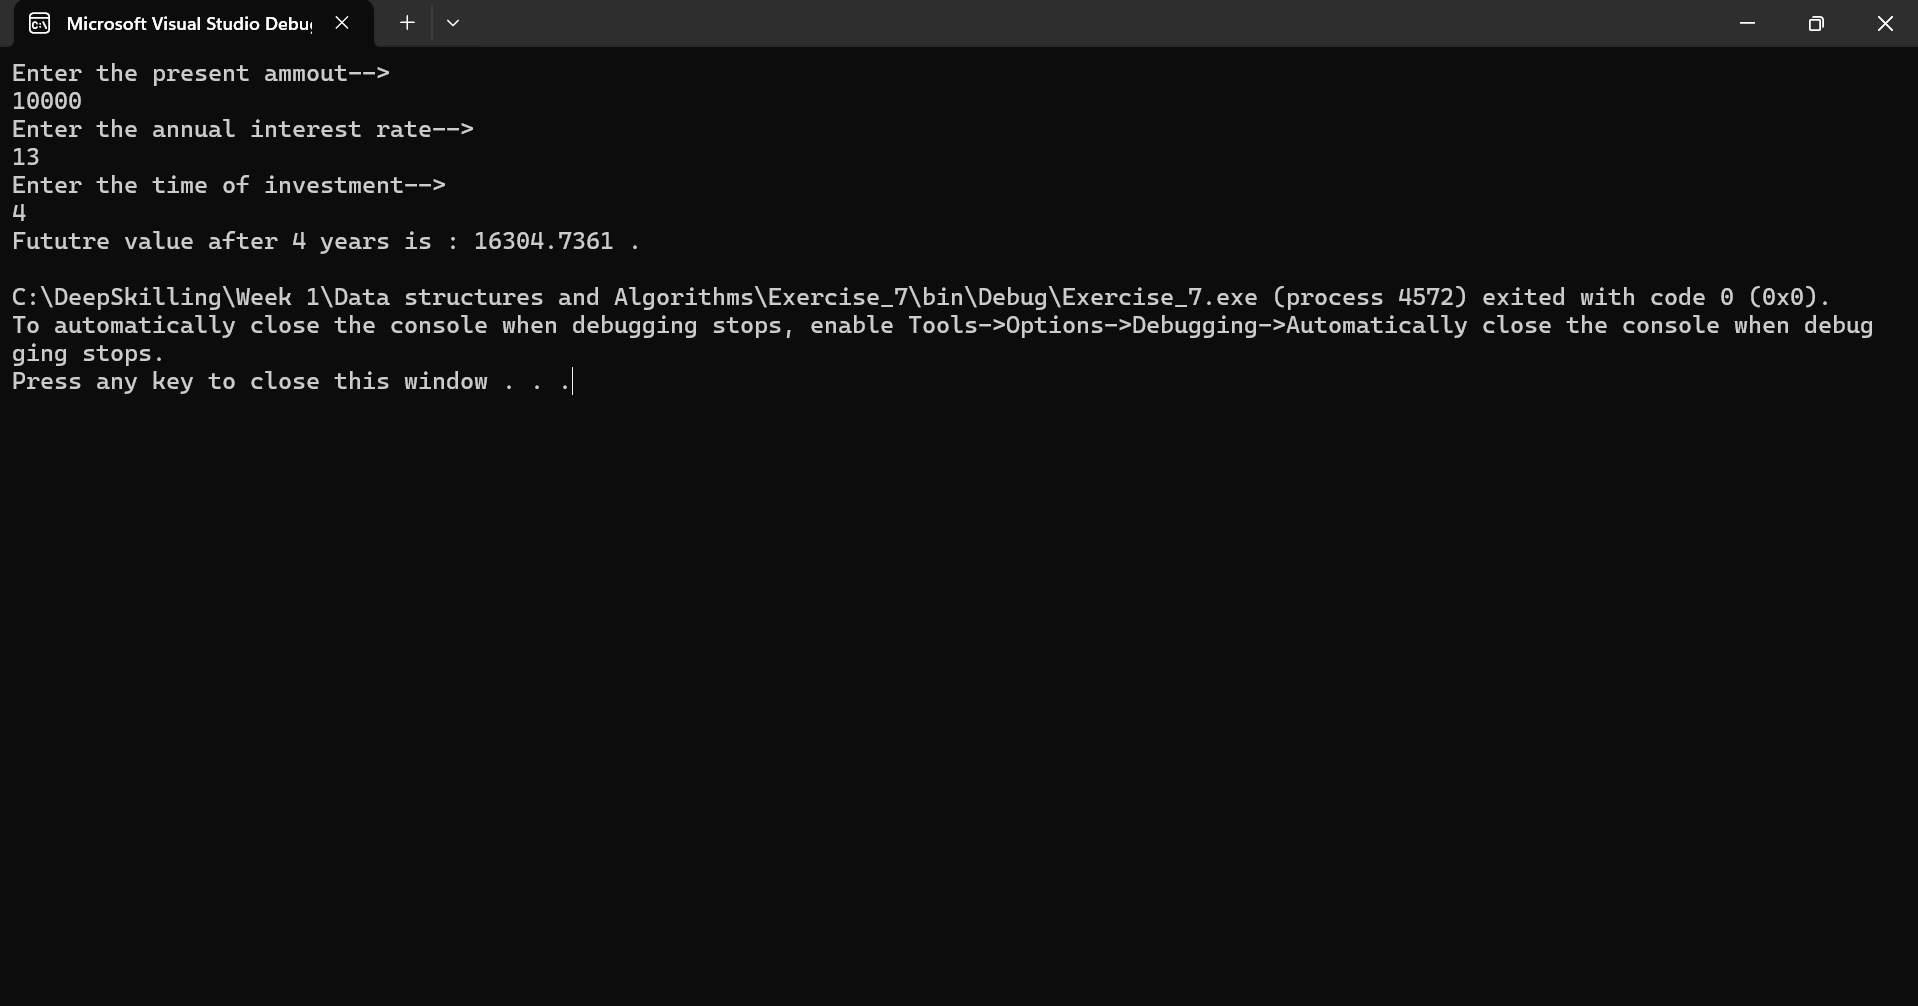 Microsoft Visual Studio Debug
Enter the present ammout-->
10000
Enter the annual interest rate-->
13
Enter the time of investment-->
4
Fututre value after 4 years is : 16304.7361 .
C:\DeepSkilling\Week 1\Data structures and Algorithms\Exercise_7\bin\Debug\Exercise_7.exe (process 4572) exited with code 0 (0x0).
To automatically close the console when debugging stops, enable Tools->Options->Debugging->Automatically close the console when debug
ging stops.
Press any key to close this window . . .